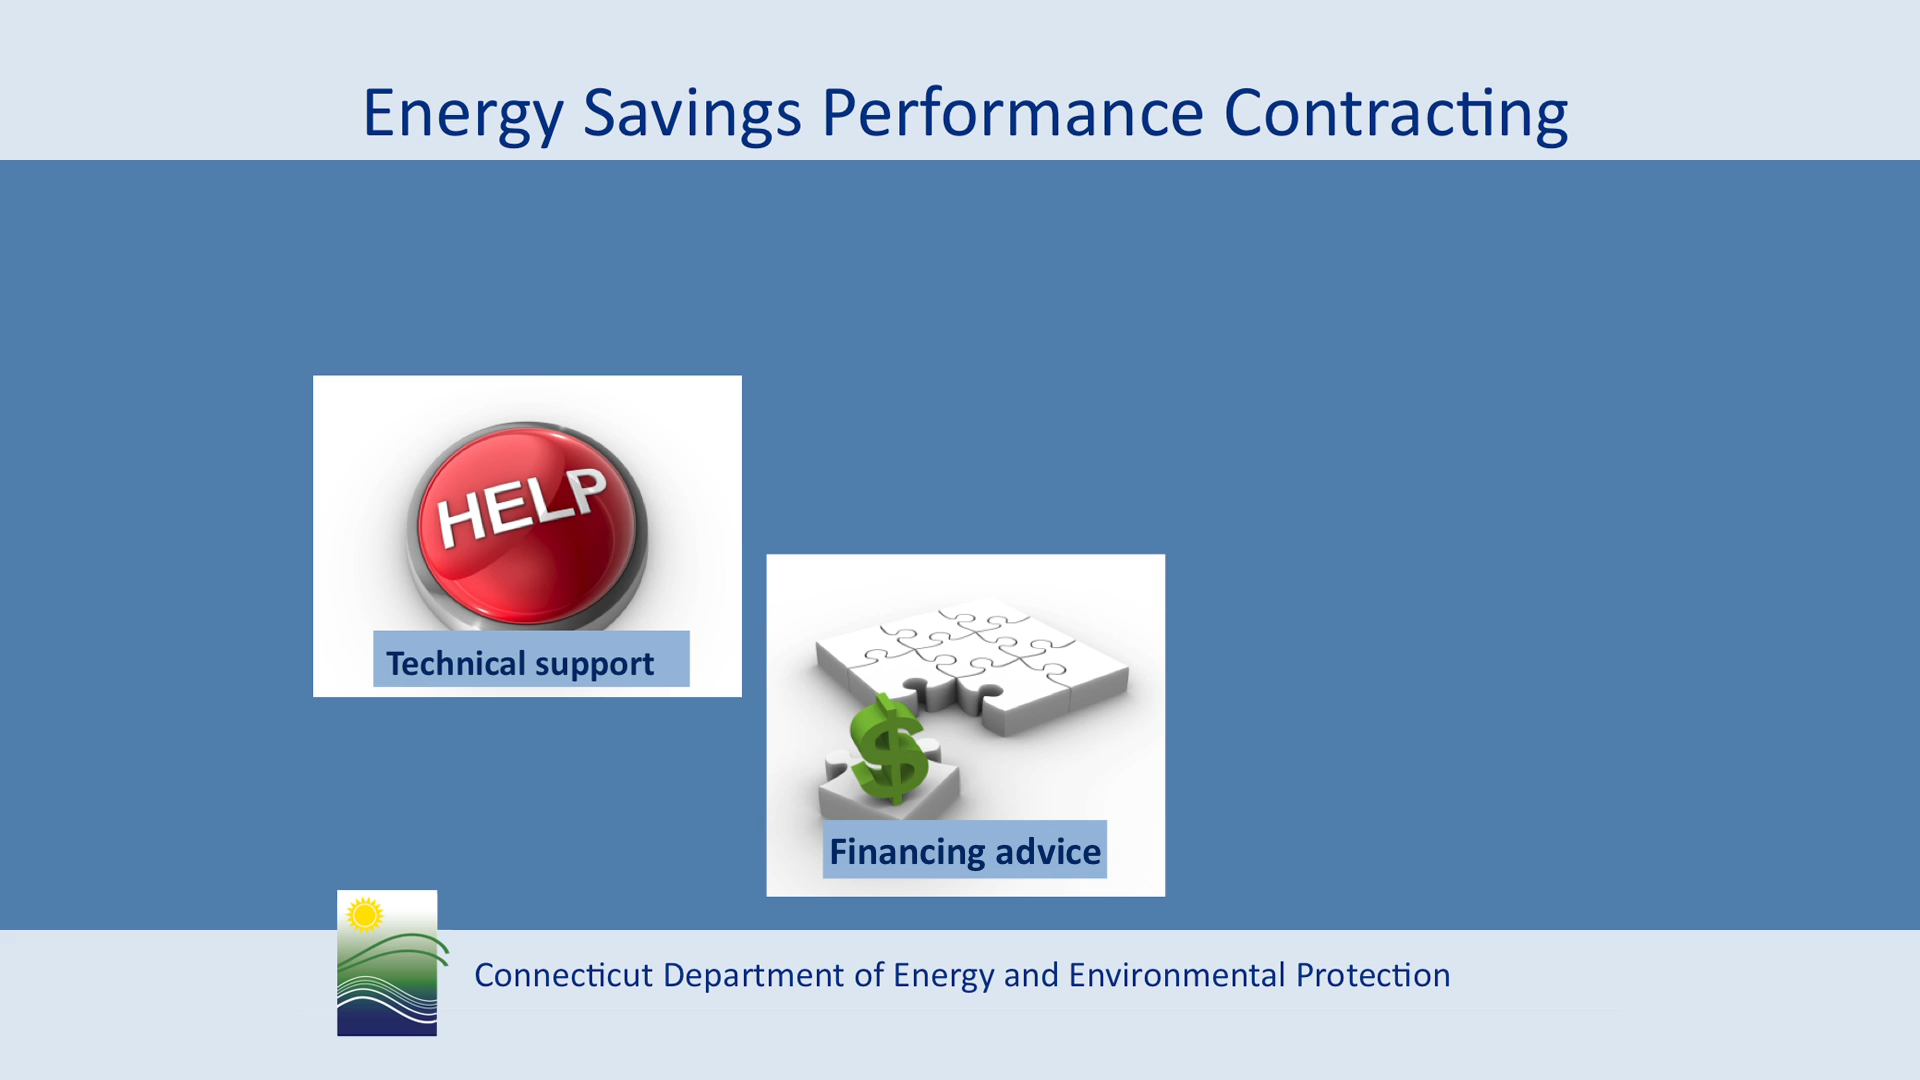 Energy Savings Performance Contracting
HELP
Technical support
$
Financing advice
Connecticut Department of Energy and Environmental Protection